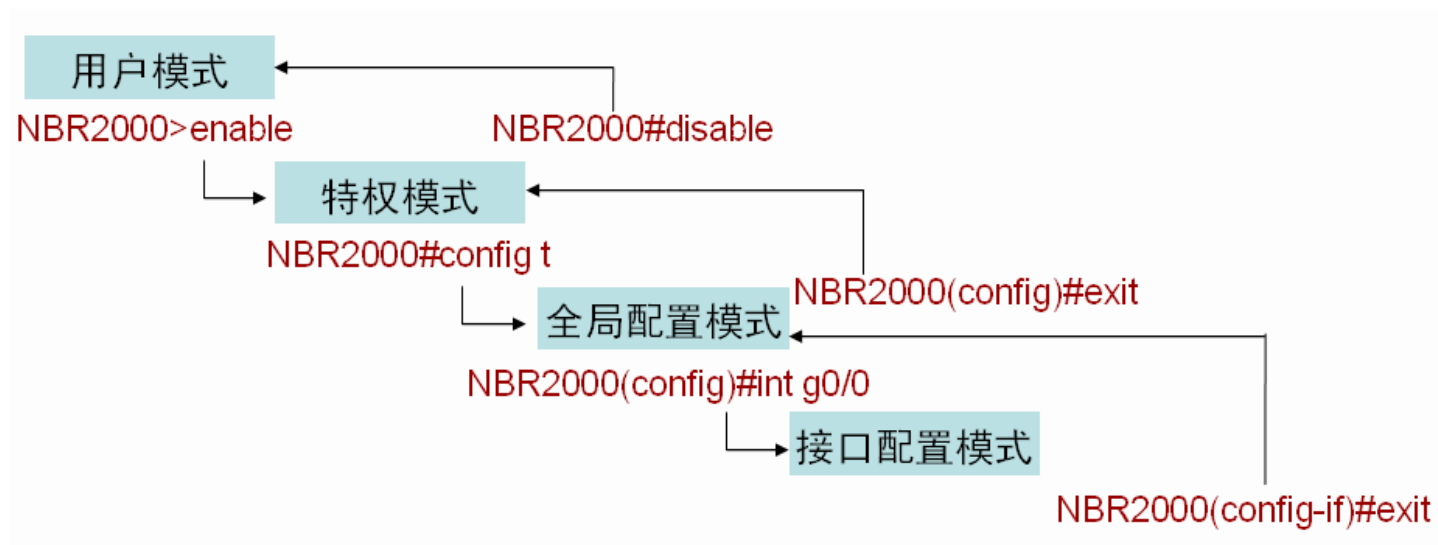 用户模式
NBR2000>enable
NBR2000#disable
特权模式
NBR2000#config t
NBR2000(config)#exit
全局配置模式
NBR2000(config)#int g0/0
接口配置模式
NBR2000(config-if)#exit